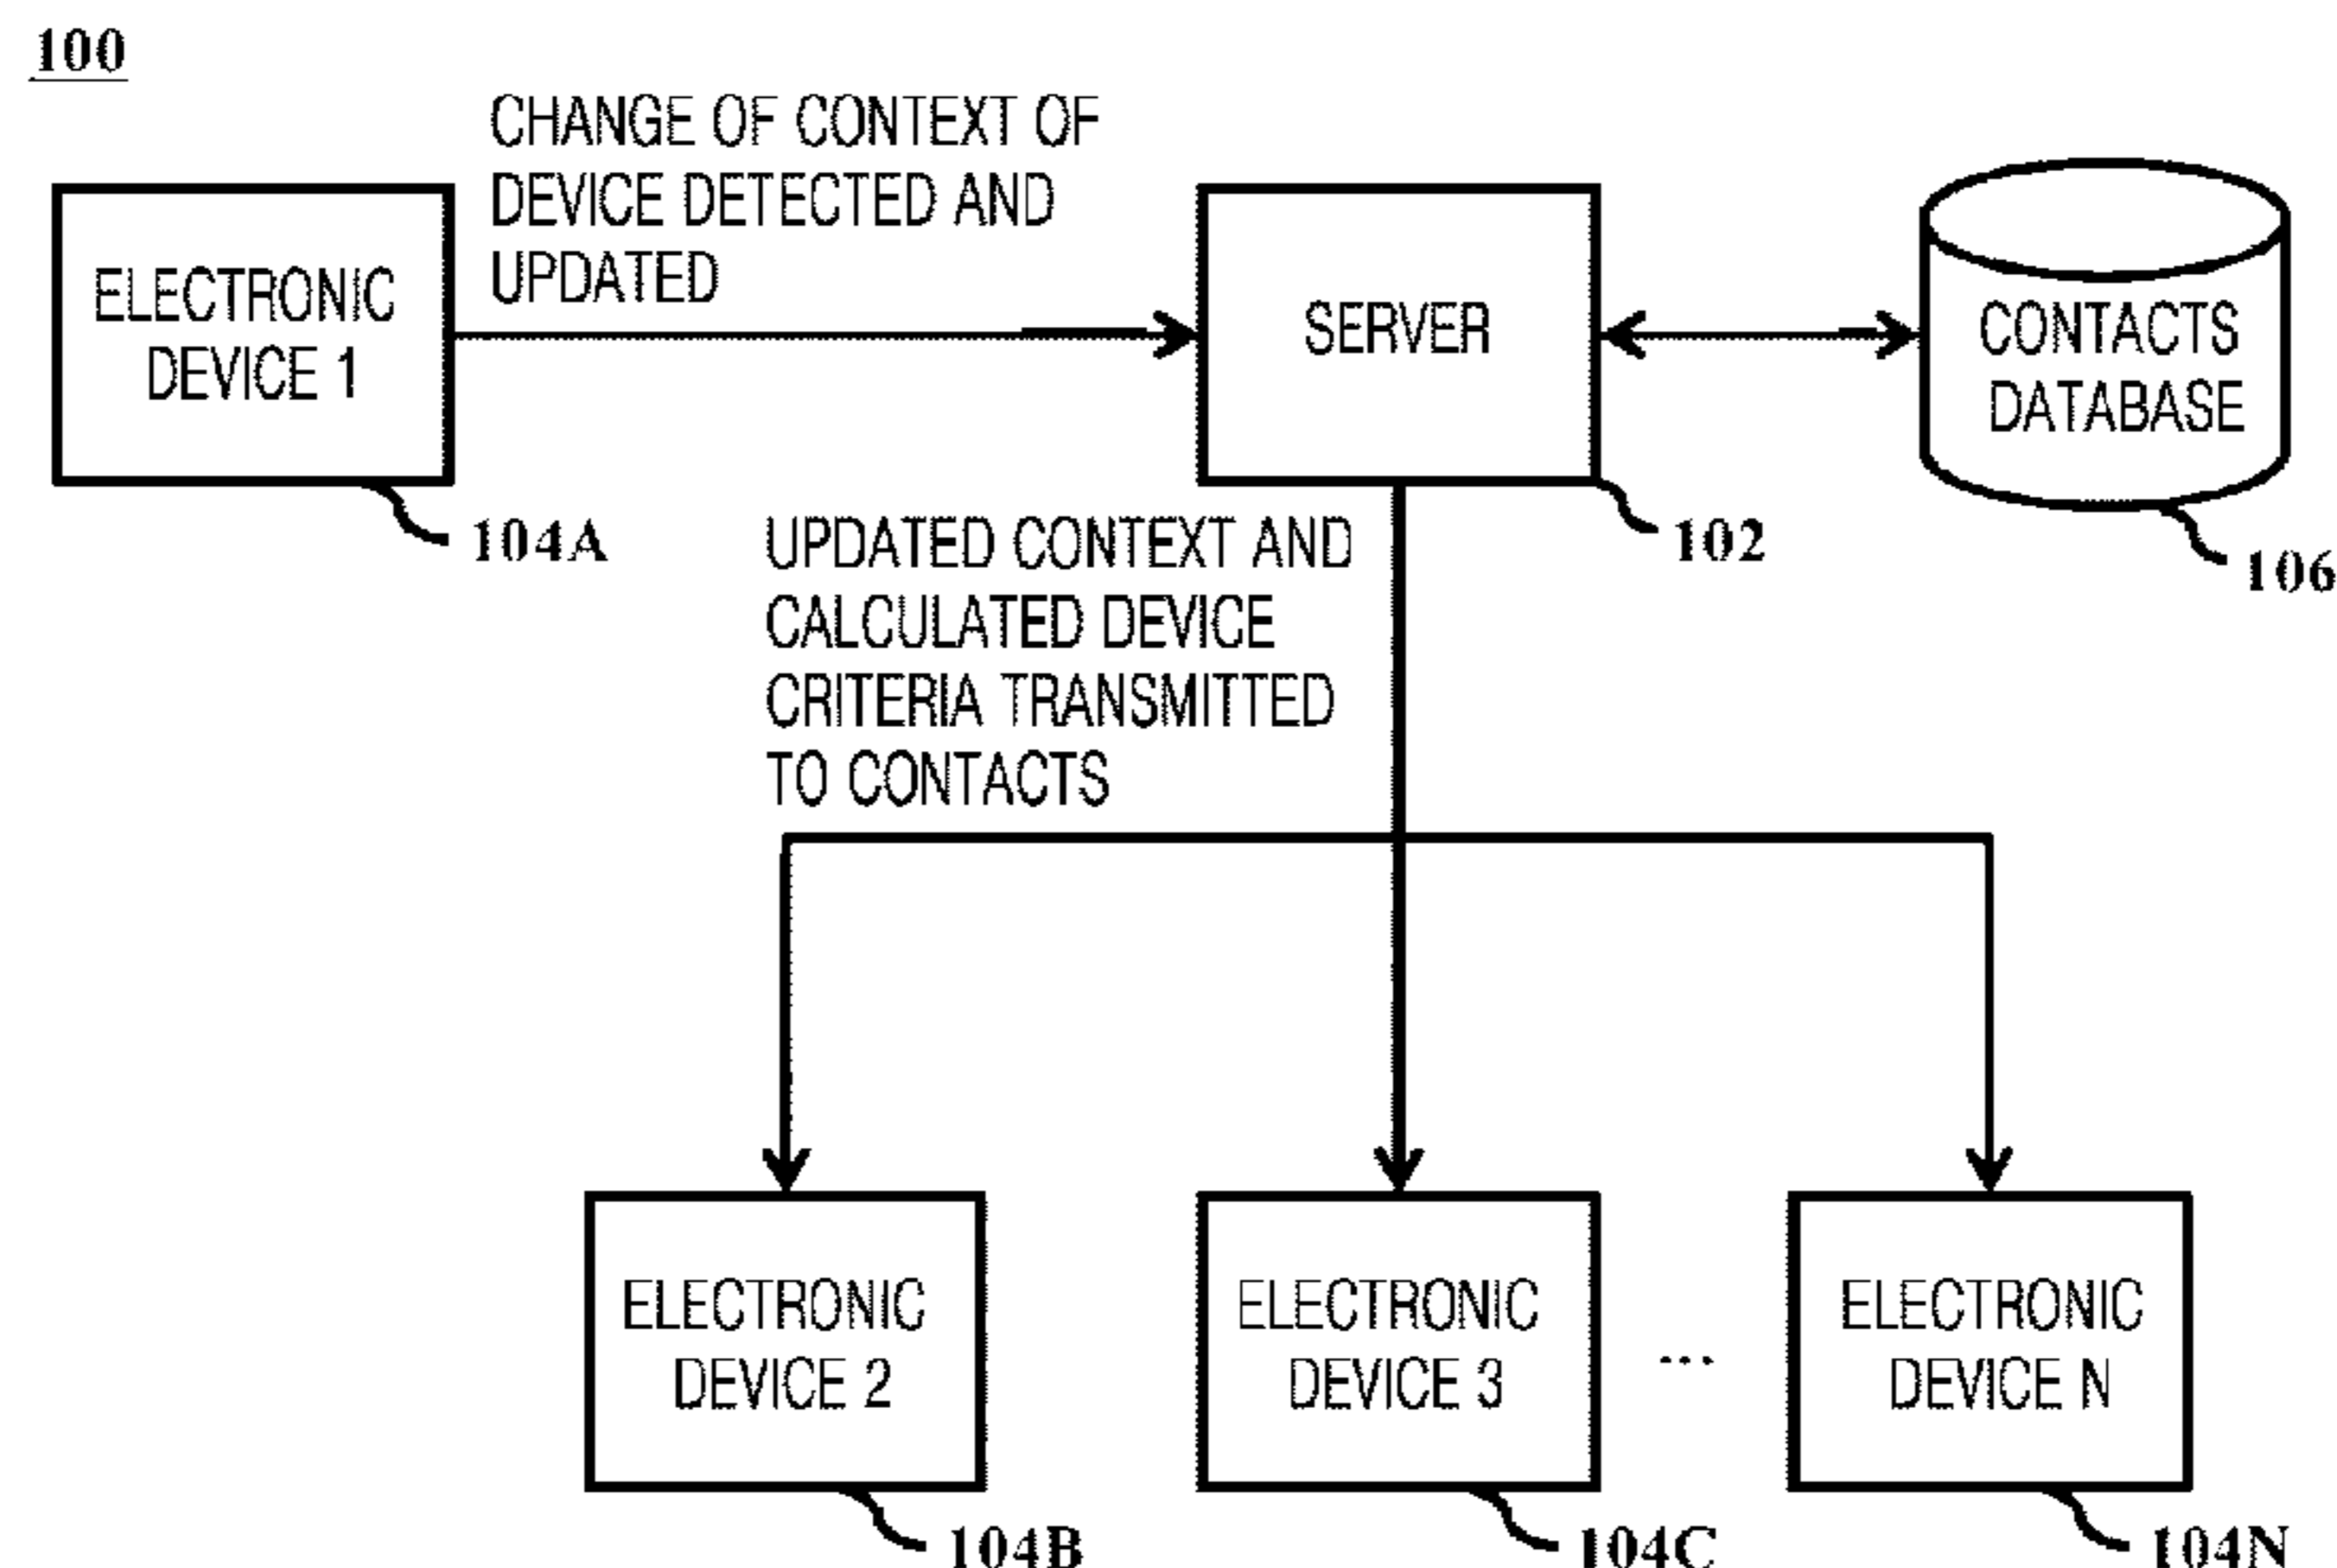 100
CHANGE OF CONTEXT OF
DEVICE DETECTED AND
UPDATED
ELECTRONIC
DEVICE 1
104A
SERVER
102
CONTACTS
DATABASE
106
UPDATED CONTEXT AND
CALCULATED DEVICE
CRITERIA TRANSMITTED
TO CONTACTS
ELECTRONIC
DEVICE 2
104B
ELECTRONIC
DEVICE 3
104C
...
ELECTRONIC
DEVICE N
104N